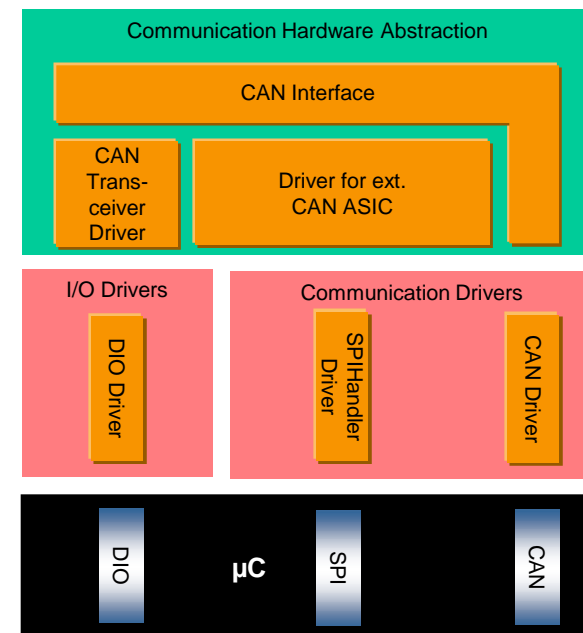 Communication Hardware Abstraction
CAN Interface
CAN
Trans-
ceiver
Driver
Driver for ext.
CAN ASIC
I/O Drivers
Communication Drivers
DIO Driver
SPIHandler
Driver
CAN Driver
DIO
µC
SPI
CAN